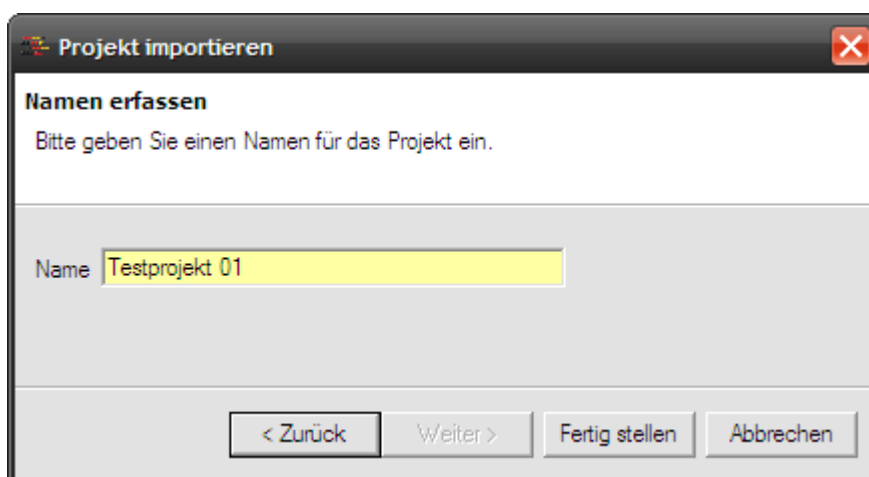 Projekt importieren
Namen erfassen
Bitte geben Sie einen Namen für das Projekt ein.
Name Testprojekt 01
< Zurück Weiter > Fertig stellen Abbrechen